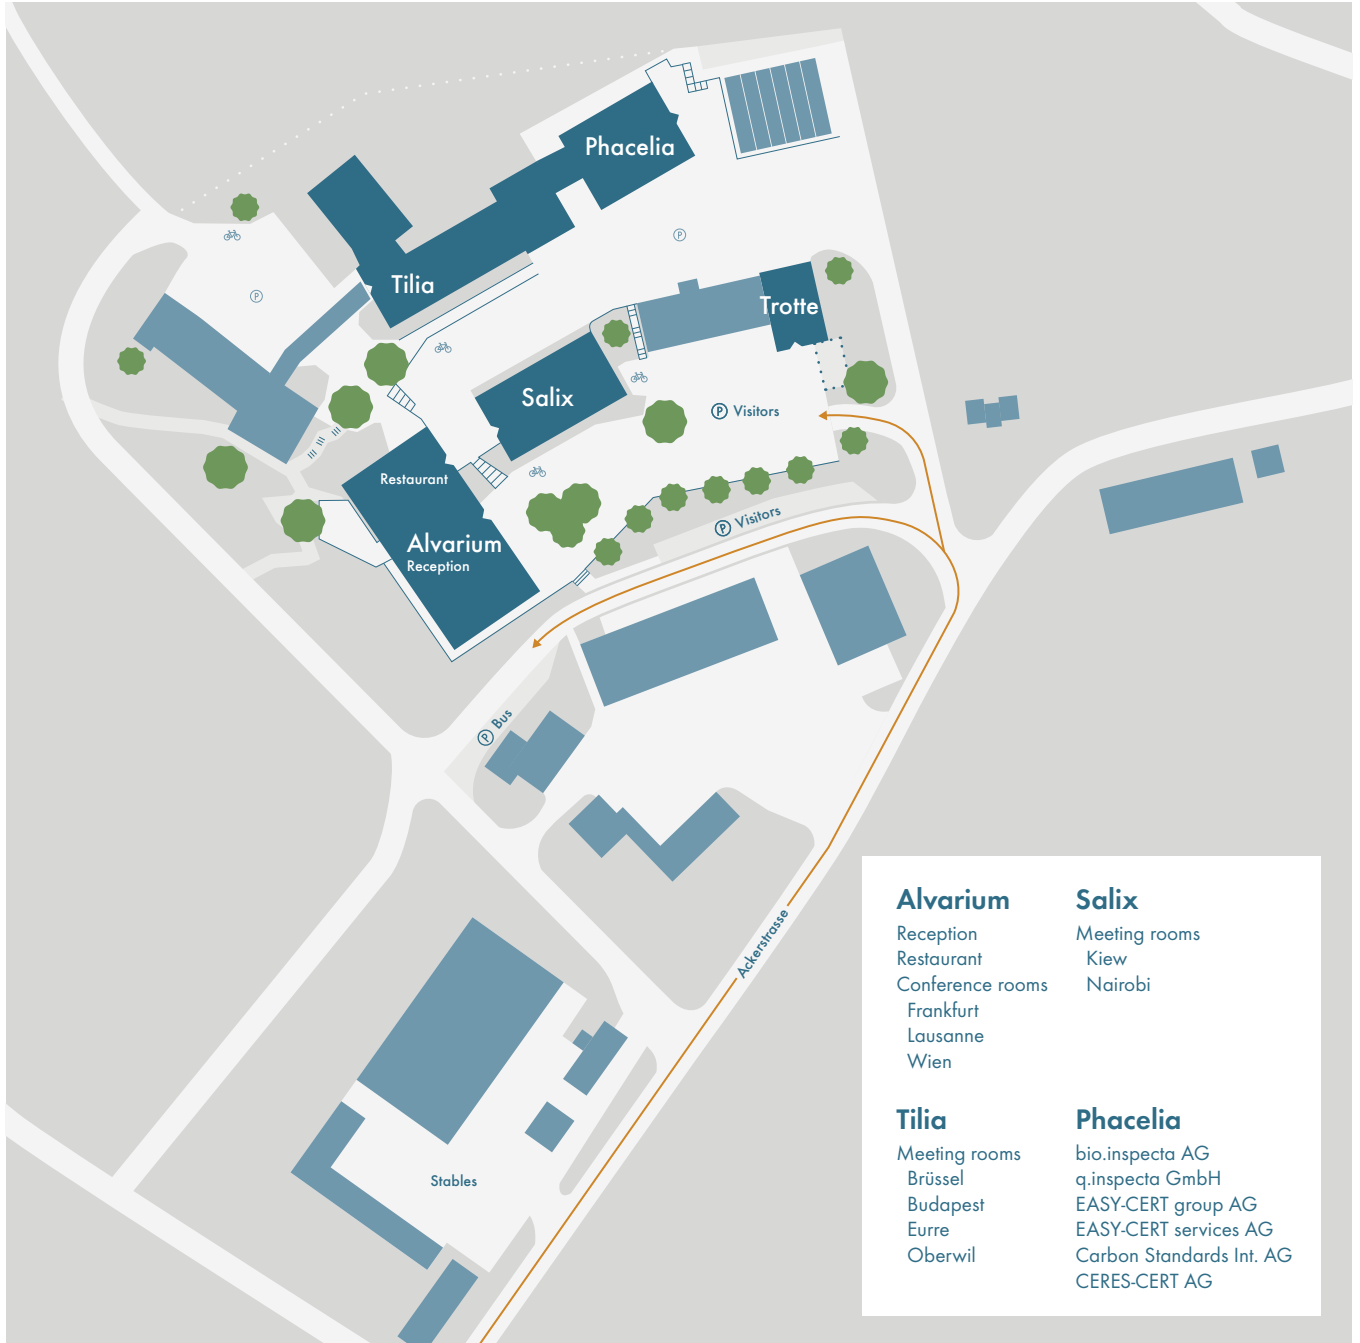 Phacelia
P
Tilia
P
Trotte
Salix
P Visitors
Restaurant
P Visitors
Alvarium
Reception
P Bus
Ackerstrasse
Stables
Alvarium
Reception
Restaurant
Conference rooms
Frankfurt
Lausanne
Wien
Salix
Meeting rooms
Kiew
Nairobi
Tilia
Meeting rooms
Brüssel
Budapest
Eurre
Oberwil
Phacelia
bio.inspecta AG
q.inspecta GmbH
EASY-CERT group AG
EASY-CERT services AG
Carbon Standards Int. AG
CERES-CERT AG